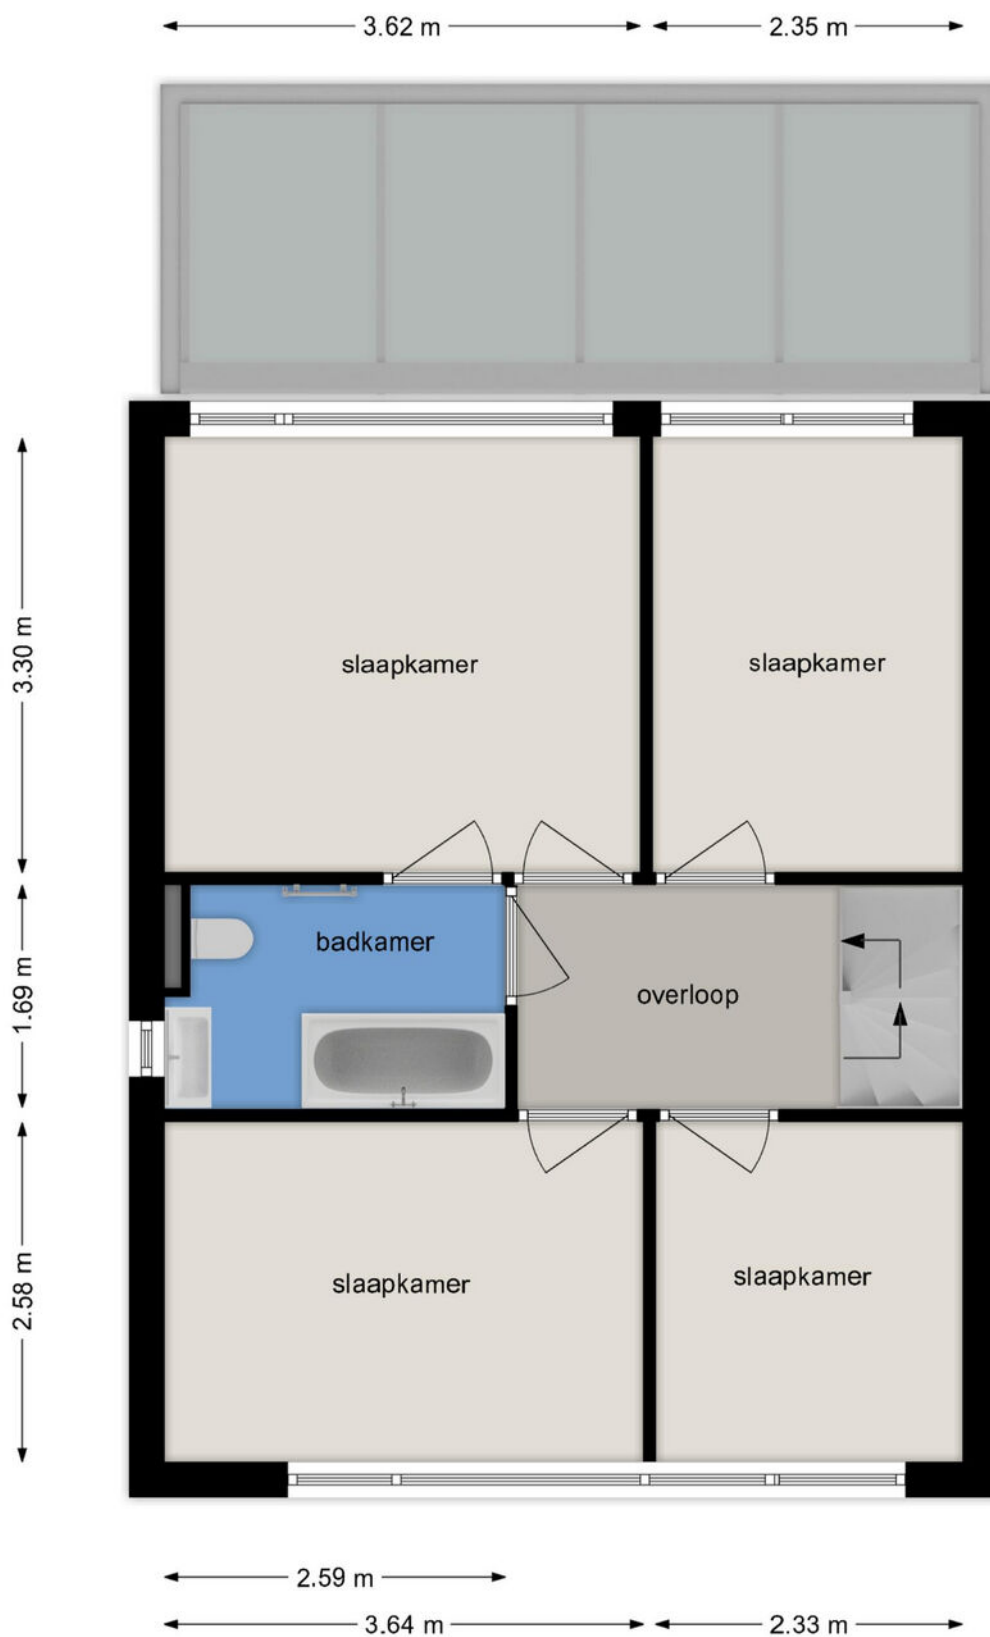 3.62 m
2.35 m
3.30 m
slaapkamer
slaapkamer
1.69 m
badkamer
overloop
2.58 m
slaapkamer
slaapkamer
2.59 m
3.64 m
2.33 m